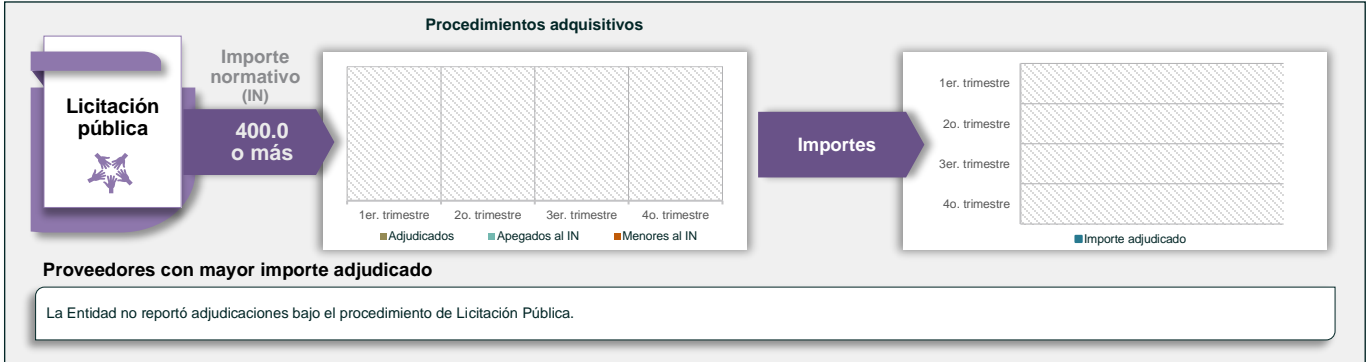 Procedimientos adquisitivos
Licitación
pública
Importe
normativo
(IN)
400.0
o más
1er. trimestre
2o. trimestre
3er. trimestre
4o. trimestre
Adjudicados
Apegados al IN
Menores al IN
Importes
1er. trimestre
2o. trimestre
3er. trimestre
4o. trimestre
Importe adjudicado
Proveedores con mayor importe adjudicado
La Entidad no reportó adjudicaciones bajo el procedimiento de Licitación Pública.